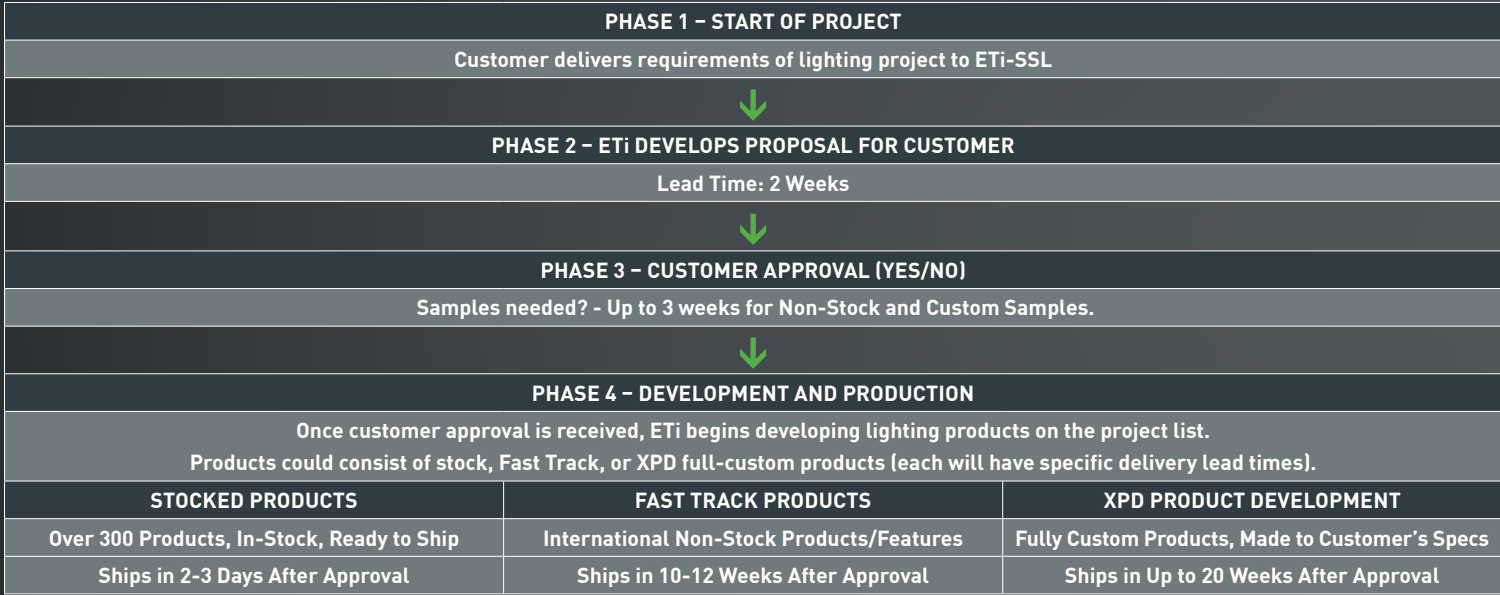 PHASE 1 – START OF PROJECT
Customer delivers requirements of lighting project to ETi-SSL
PHASE 2 – ETi DEVELOPS PROPOSAL FOR CUSTOMER
Lead Time: 2 Weeks
PHASE 3 – CUSTOMER APPROVAL (YES/NO)
Samples needed? - Up to 3 weeks for Non-Stock and Custom Samples.
PHASE 4 – DEVELOPMENT AND PRODUCTION
Once customer approval is received, ETi begins developing lighting products on the project list.
Products could consist of stock, Fast Track, or XPD full-custom products (each will have specific delivery lead times).
STOCKED PRODUCTS
FAST TRACK PRODUCTS
XPD PRODUCT DEVELOPMENT
Over 300 Products, In-Stock, Ready to Ship
International Non-Stock Products/Features
Fully Custom Products, Made to Customer's Specs
Ships in 2-3 Days After Approval
Ships in 10-12 Weeks After Approval
Ships in Up to 20 Weeks After Approval